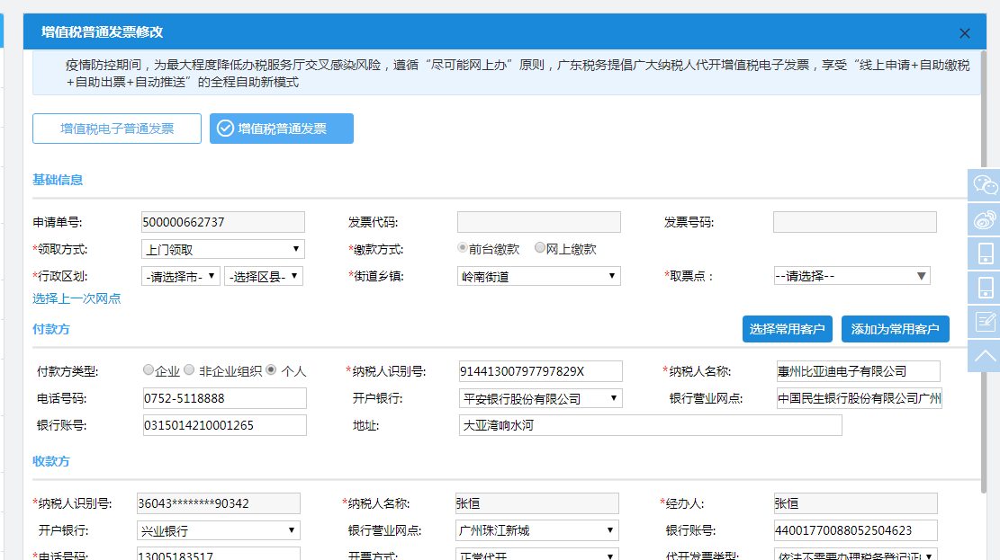 增值税普通发票修改
疫情防控期间，为最大程度降低办税服务厅交叉感染风险，遵循“尽可能网上办”原则，广东税务提倡广大纳税人代开增值税电子发票，享受“线上申请+自助缴税
+自助出票+自动推送”的全程自助新模式
增值税电子普通发票 增值税普通发票
基础信息
申请单号: 500000662737 发票代码: 发票号码:
*领取方式: 上门领取 *缴款方式: 前台缴款 网上缴款
*行政区划: -请选择市- -选择区县- *街道乡镇: 岭南街道 *取票点： --请选择--
选择上一次网点
付款方 选择常用客户 添加为常用客户
付款方类型: 企业 非企业组织 个人 *纳税人识别号: 91441300797797829X *纳税人名称: 惠州比亚迪电子有限公司
电话号码: 0752-5118888 开户银行: 平安银行股份有限公司 银行营业网点: 中国民生银行股份有限公司广州
银行账号: 0315014210001265 地址: 大亚湾响水河
收款方
*纳税人识别号: 36043********90342 *纳税人名称: 张恒 *经办人: 张恒
开户银行: 兴业银行 银行营业网点: 广州珠江新城 银行账号: 44001770088052504623
*电话号码: 13005183517 开票方式: 正常代开 代开发票类型: 依法不需要办理税务登记证